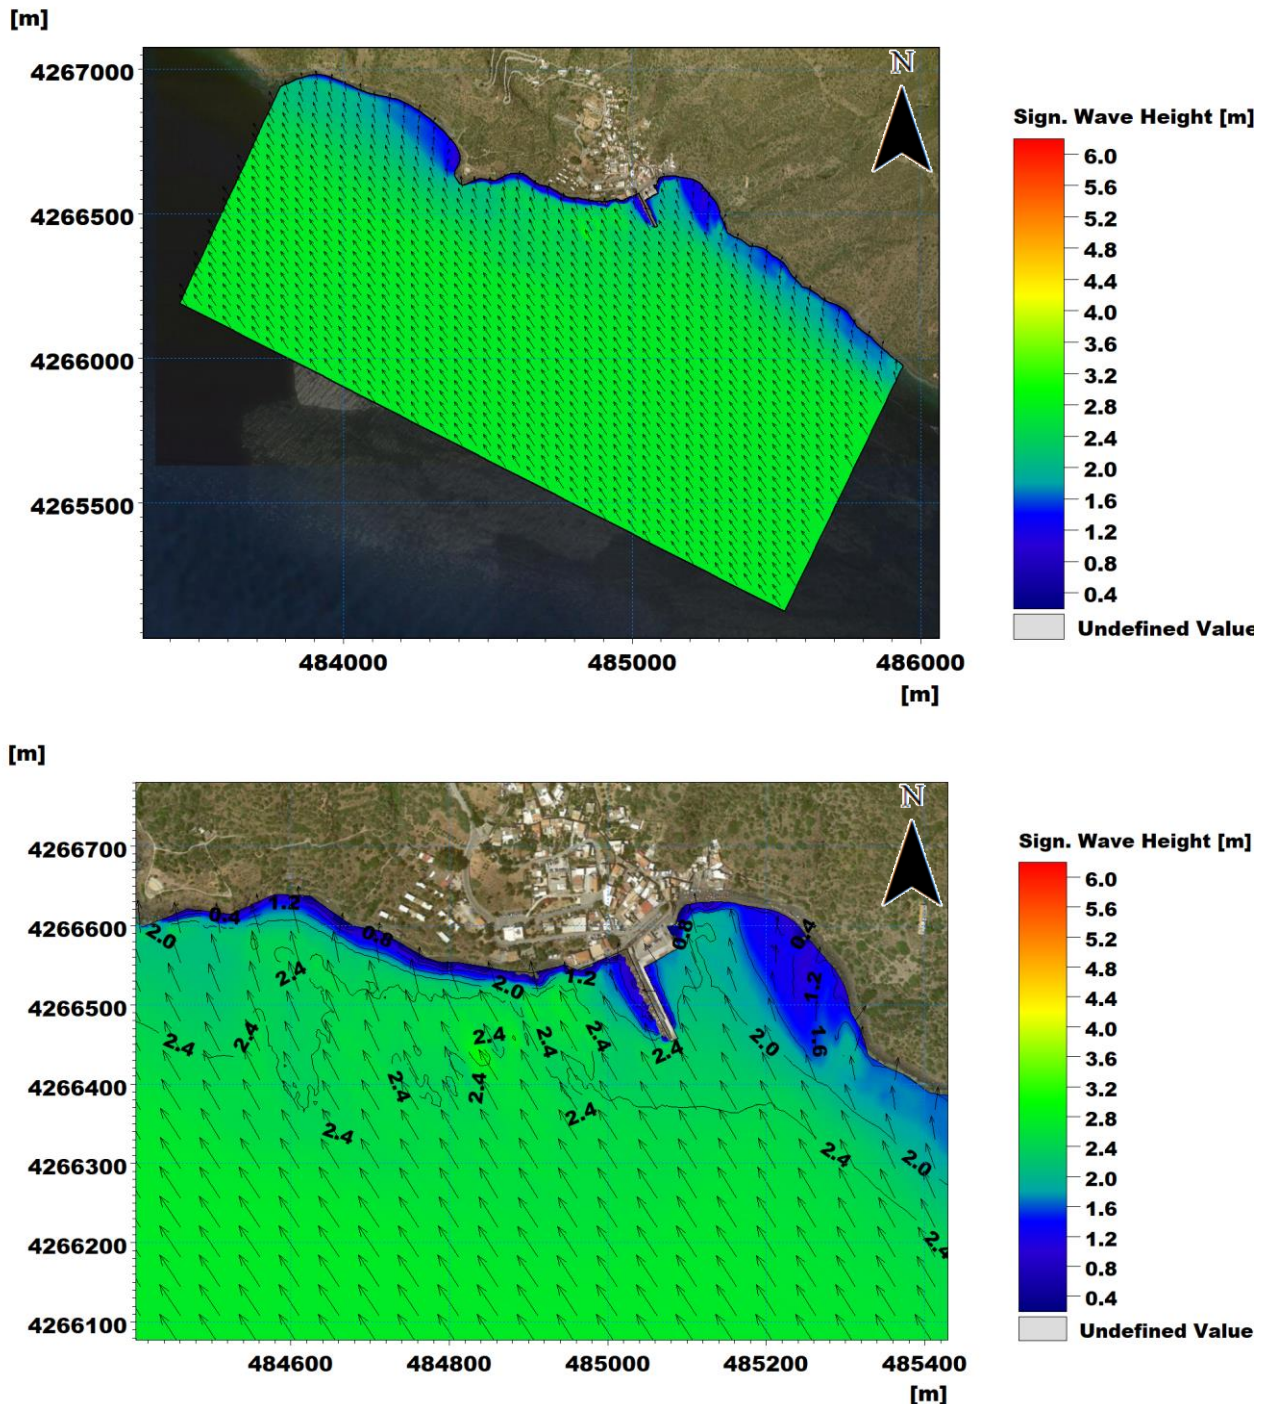 [m]
4267000
4266500
4266000
4265500
484000 485000 486000
[m]
N
Sign. Wave Height [m]
6.0
5.6
5.2
4.8
4.4
4.0
3.6
3.2
2.8
2.4
2.0
1.6
1.2
0.8
0.4
Undefined Value
[m]
4266700
4266600
4266500
4266400
4266300
4266200
4266100
N
0.4 1.2
2.0 0.8 0.8 0.4
2.4 2.0 1.2 1.2
2.4 2.4 2.4 2.4 2.4 2.4 2.0 1.6
2.4 2.4
2.4
2.4 2.4 2.0
2.4
484600 484800 485000 485200 485400
[m]
Sign. Wave Height [m]
6.0
5.6
5.2
4.8
4.4
4.0
3.6
3.2
2.8
2.4
2.0
1.6
1.2
0.8
0.4
Undefined Value